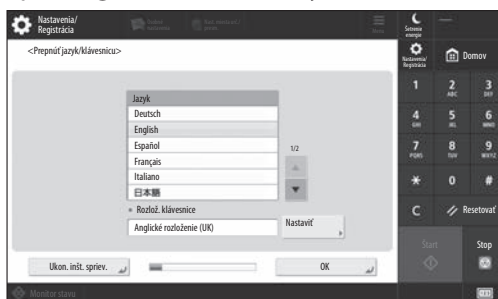 Nastavenia/
Registrácia
<Prepnúť jazyk/klávesnicu>
Jazyk
Deutsch
English
Español
Français
Italiano
日本語
1/2
Rozlož. klávesnice
Anglické rozloženie (UK)
Nastaviť
Ukon. inšt. spriev.
OK
Monitor stavu
Šetrenie
energie
Nastavenia/
Registrácia
Domov
1
2
ABC
3
DEF
4
GHI
5
JKL
6
MNO
7
PQRS
8
TUV
9
WXYZ
*
0
#
C
Resetovať
Štart
Stop